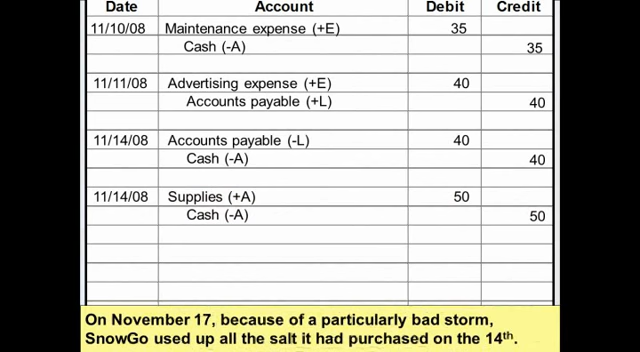 Date Account Debit Credit
11/10/08 Maintenance expense (+E) 35
Cash (-A) 35
11/11/08 Advertising expense (+E) 40
Accounts payable (+L) 40
11/14/08 Accounts payable (-L) 40
Cash (-A) 40
11/14/08 Supplies (+A) 50
Cash (-A) 50
On November 17, because of a particularly bad storm,
SnowGo used up all the salt it had purchased on the 14th.